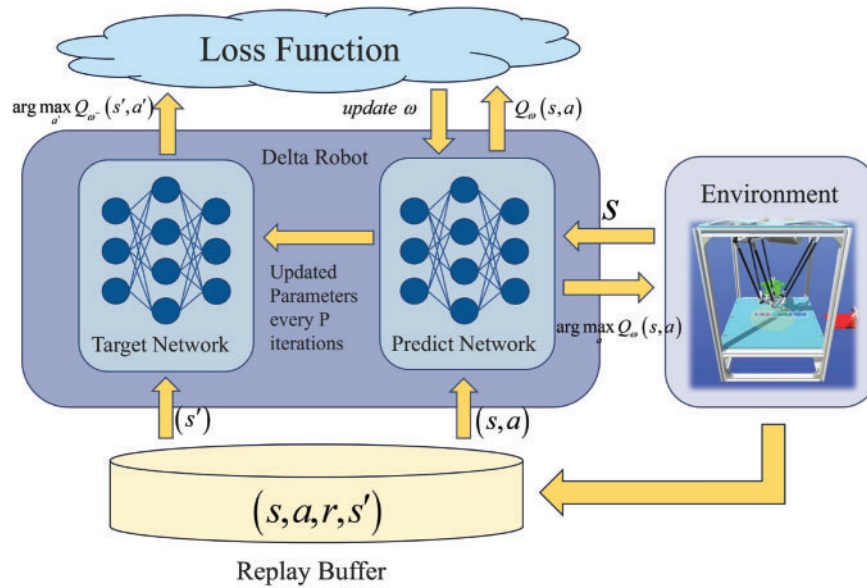 Loss Function
arg max Q_ω⁻ (s′, a′)
a′
update ω
Q_ω (s, a)
Delta Robot
Environment
S
Updated
Parameters
every P
iterations
arg max Q_ω (s, a)
a
Target Network
Predict Network
(s′)
(s, a)
(s, a, r, s′)
Replay Buffer